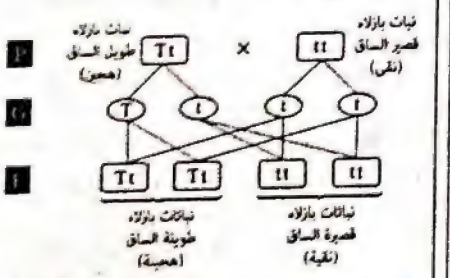 نبات بازلاء
طويل الساق
(هجين)
Tt
×
tt
نبات بازلاء
قصير الساق
(نقى)
P
G
T t t t
F
Tt Tt tt tt
نباتات بازلاء
طويلة الساق
(هجينة)
نباتات بازلاء
قصيرة الساق
(نقية)